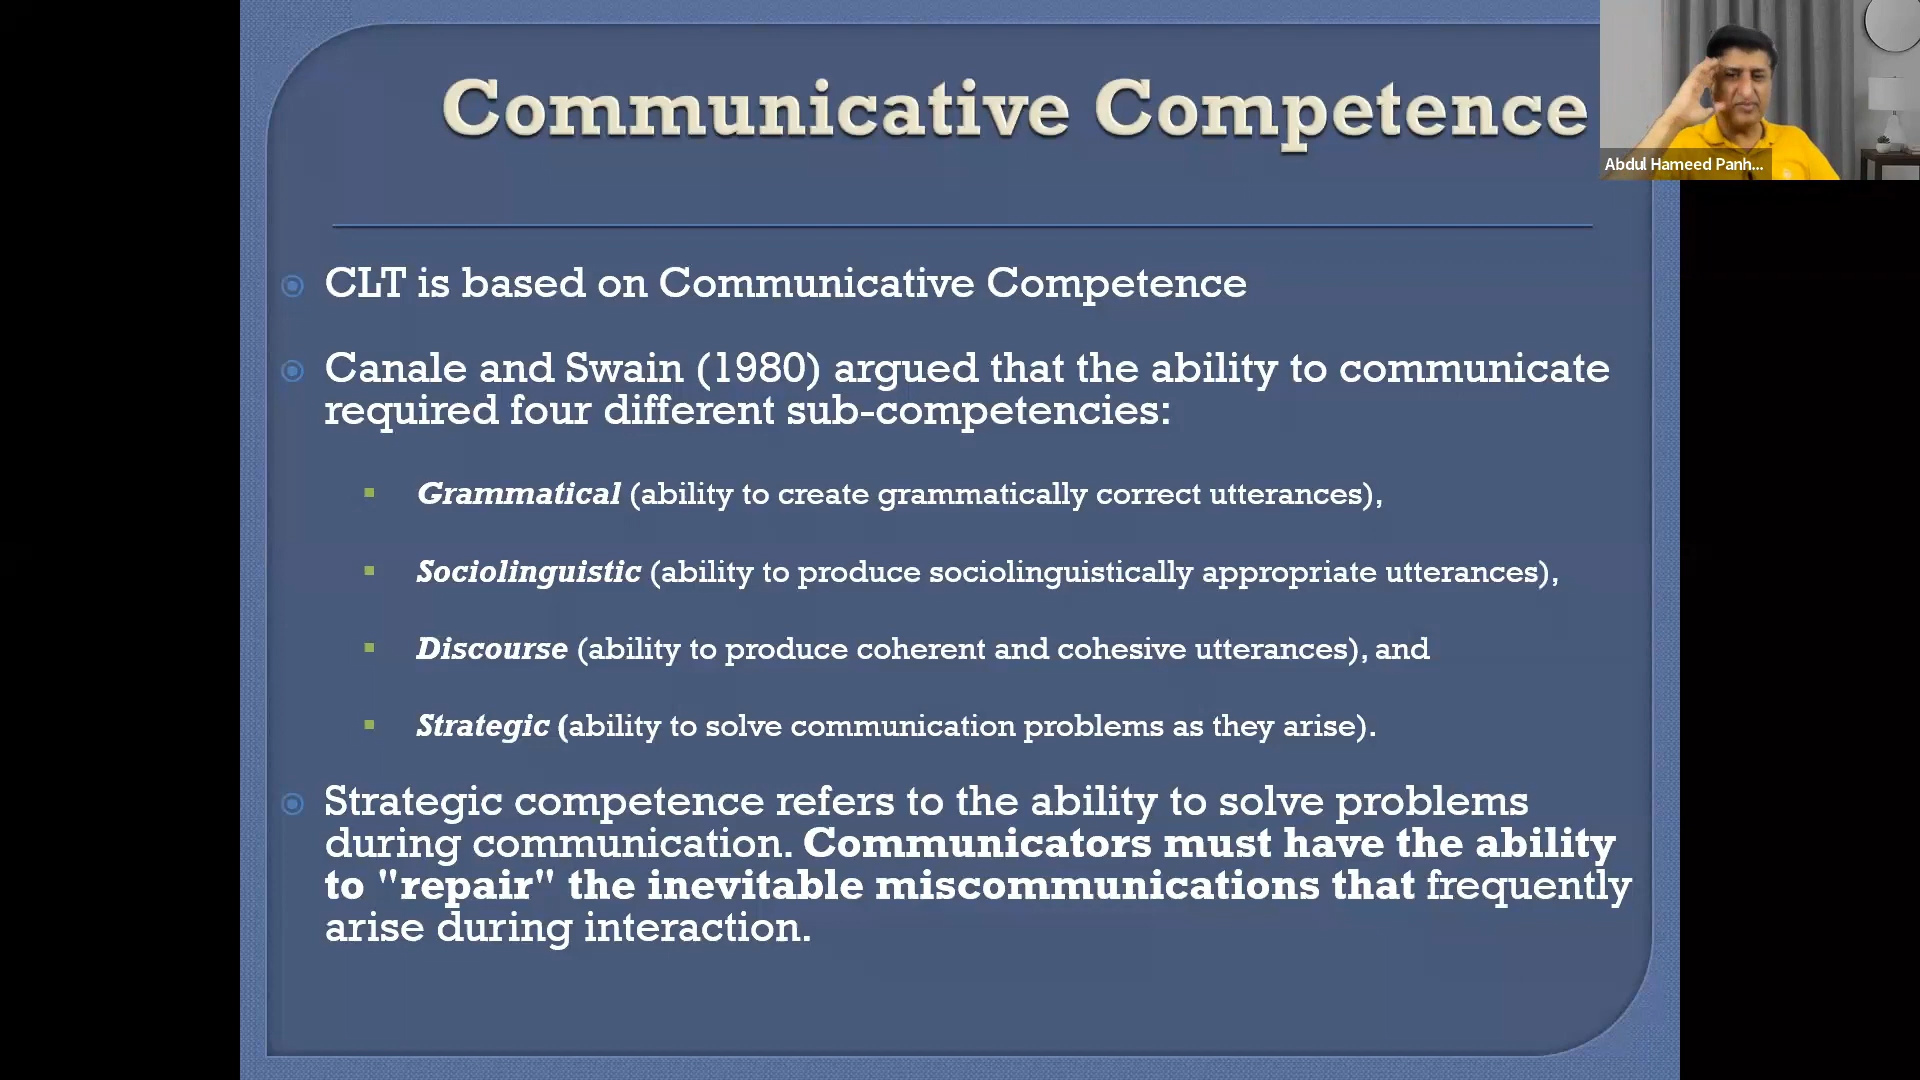 Communicative Competence
Abdul Hameed Panh...
CLT is based on Communicative Competence
Canale and Swain (1980) argued that the ability to communicate
required four different sub-competencies:
Grammatical (ability to create grammatically correct utterances),
Sociolinguistic (ability to produce sociolinguistically appropriate utterances),
Discourse (ability to produce coherent and cohesive utterances), and
Strategic (ability to solve communication problems as they arise).
Strategic competence refers to the ability to solve problems
during communication. Communicators must have the ability
to "repair" the inevitable miscommunications that frequently
arise during interaction.